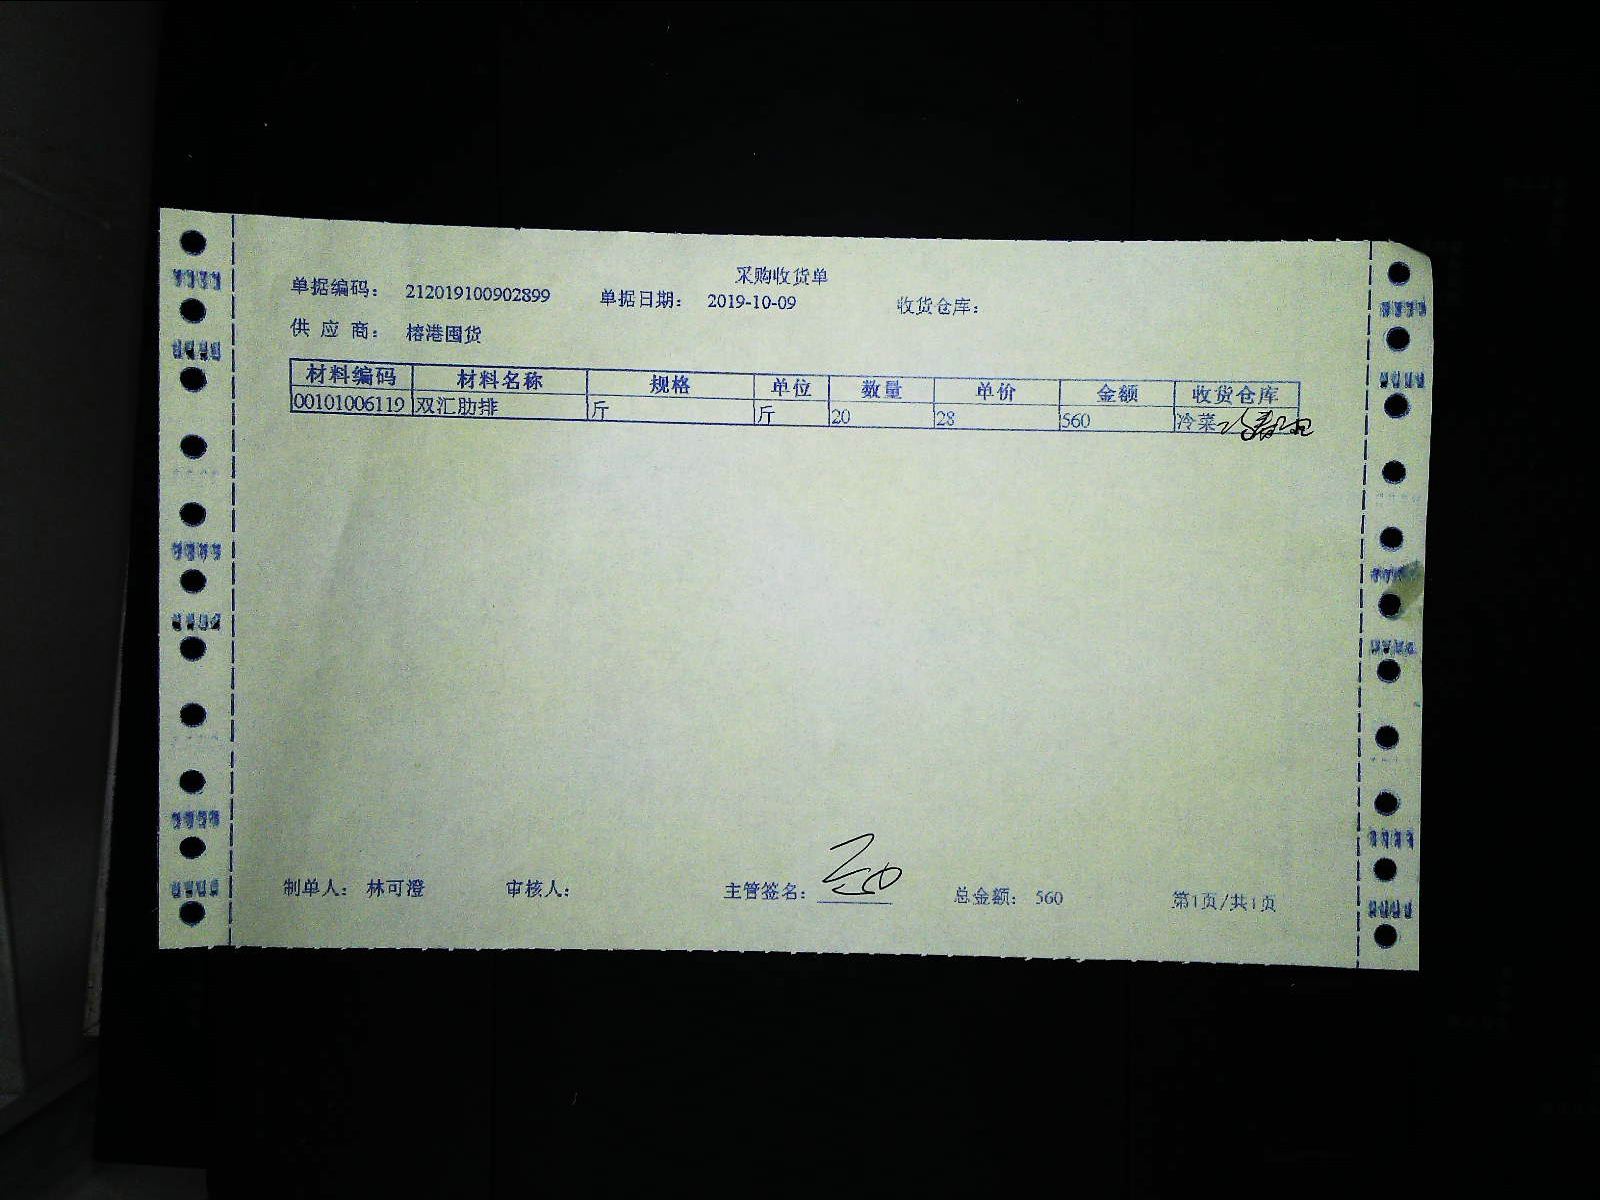 采购收货单
单据编码： 212019100902899 单据日期： 2019-10-09 收货仓库：
供 应 商： 榕港囤货
材料编码 材料名称 规格 单位 数量 单价 金额 收货仓库
00101006119 双汇肋排 斤 斤 20 28 560 冷菜
制单人： 林可澄 审核人： 主管签名： 总金额： 560 第1页/共1页